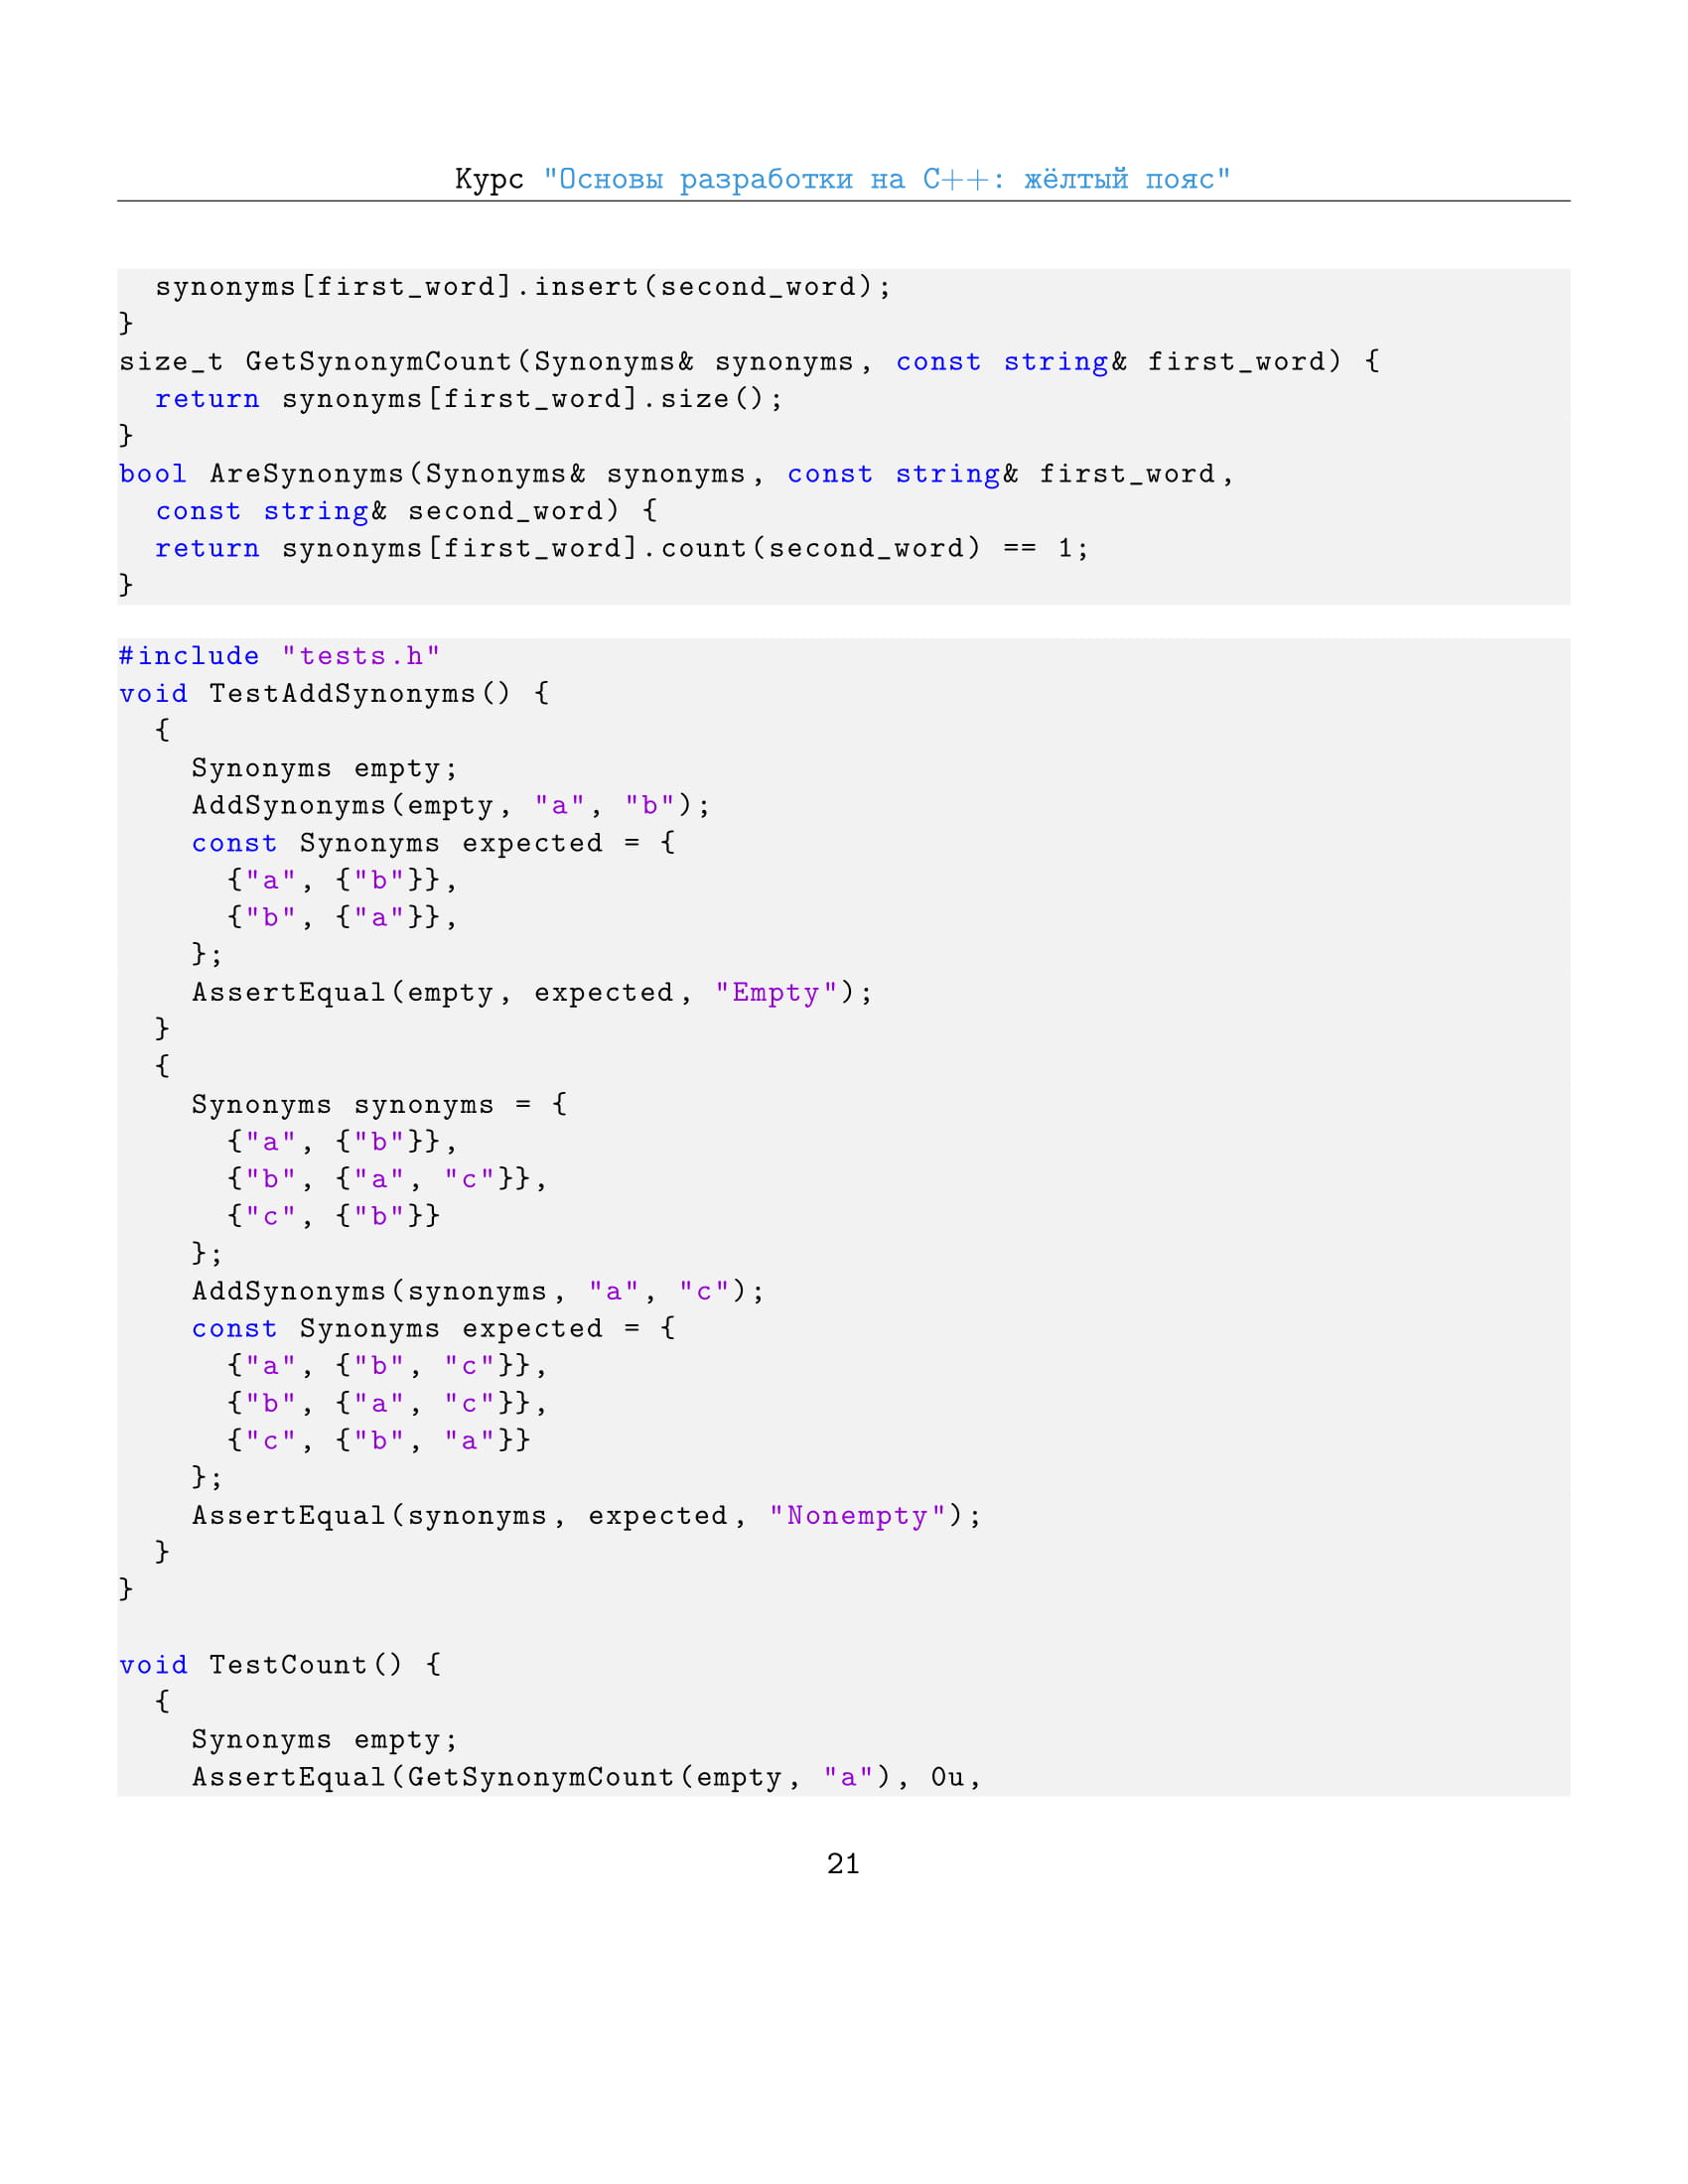 Курс "Основы разработки на C++: жёлтый пояс"
  synonyms[first_word].insert(second_word);
}
size_t GetSynonymCount(Synonyms& synonyms, const string& first_word) {
  return synonyms[first_word].size();
}
bool AreSynonyms(Synonyms& synonyms, const string& first_word,
  const string& second_word) {
  return synonyms[first_word].count(second_word) == 1;
}
#include "tests.h"
void TestAddSynonyms() {
  {
    Synonyms empty;
    AddSynonyms(empty, "a", "b");
    const Synonyms expected = {
      {"a", {"b"}},
      {"b", {"a"}},
    };
    AssertEqual(empty, expected, "Empty");
  }
  {
    Synonyms synonyms = {
      {"a", {"b"}},
      {"b", {"a", "c"}},
      {"c", {"b"}}
    };
    AddSynonyms(synonyms, "a", "c");
    const Synonyms expected = {
      {"a", {"b", "c"}},
      {"b", {"a", "c"}},
      {"c", {"b", "a"}}
    };
    AssertEqual(synonyms, expected, "Nonempty");
  }
}
void TestCount() {
  {
    Synonyms empty;
    AssertEqual(GetSynonymCount(empty, "a"), 0u,
21